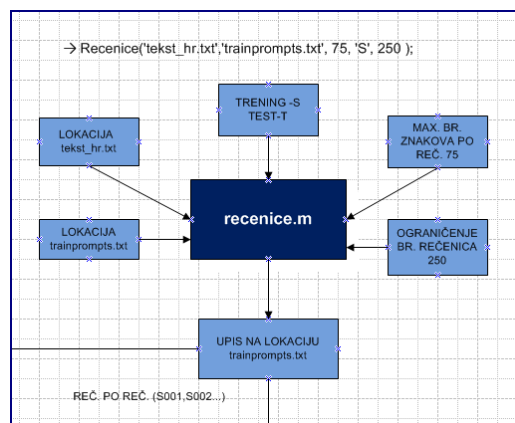 → Recenice('tekst_hr.txt','trainprompts.txt', 75, 'S', 250 );
TRENING -S
TEST-T
LOKACIJA
tekst_hr.txt
MAX. BR.
ZNAKOVA PO
REČ. 75
recenice.m
LOKACIJA
trainprompts.txt
OGRANIČENJE
BR. REČENICA
250
UPIS NA LOKACIJU
trainprompts.txt
REČ. PO REČ. (S001,S002...)